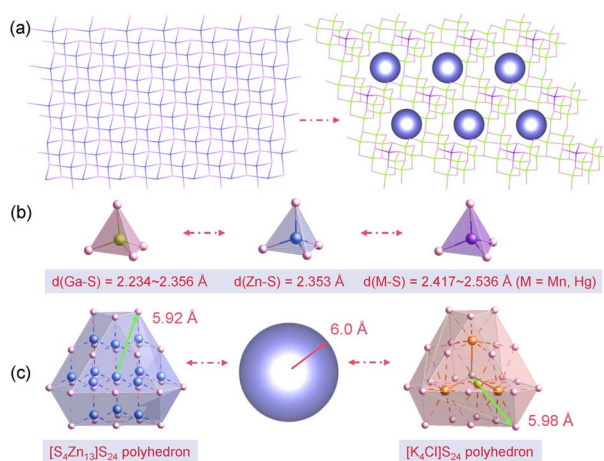 (a)
(b)
d(Ga-S) = 2.234~2.356 Å
d(Zn-S) = 2.353 Å
d(M-S) = 2.417~2.536 Å (M = Mn, Hg)
(c)
5.92 Å
6.0 Å
5.98 Å
[S₄Zn₁₃]S₂₄ polyhedron
[K₄Cl]S₂₄ polyhedron